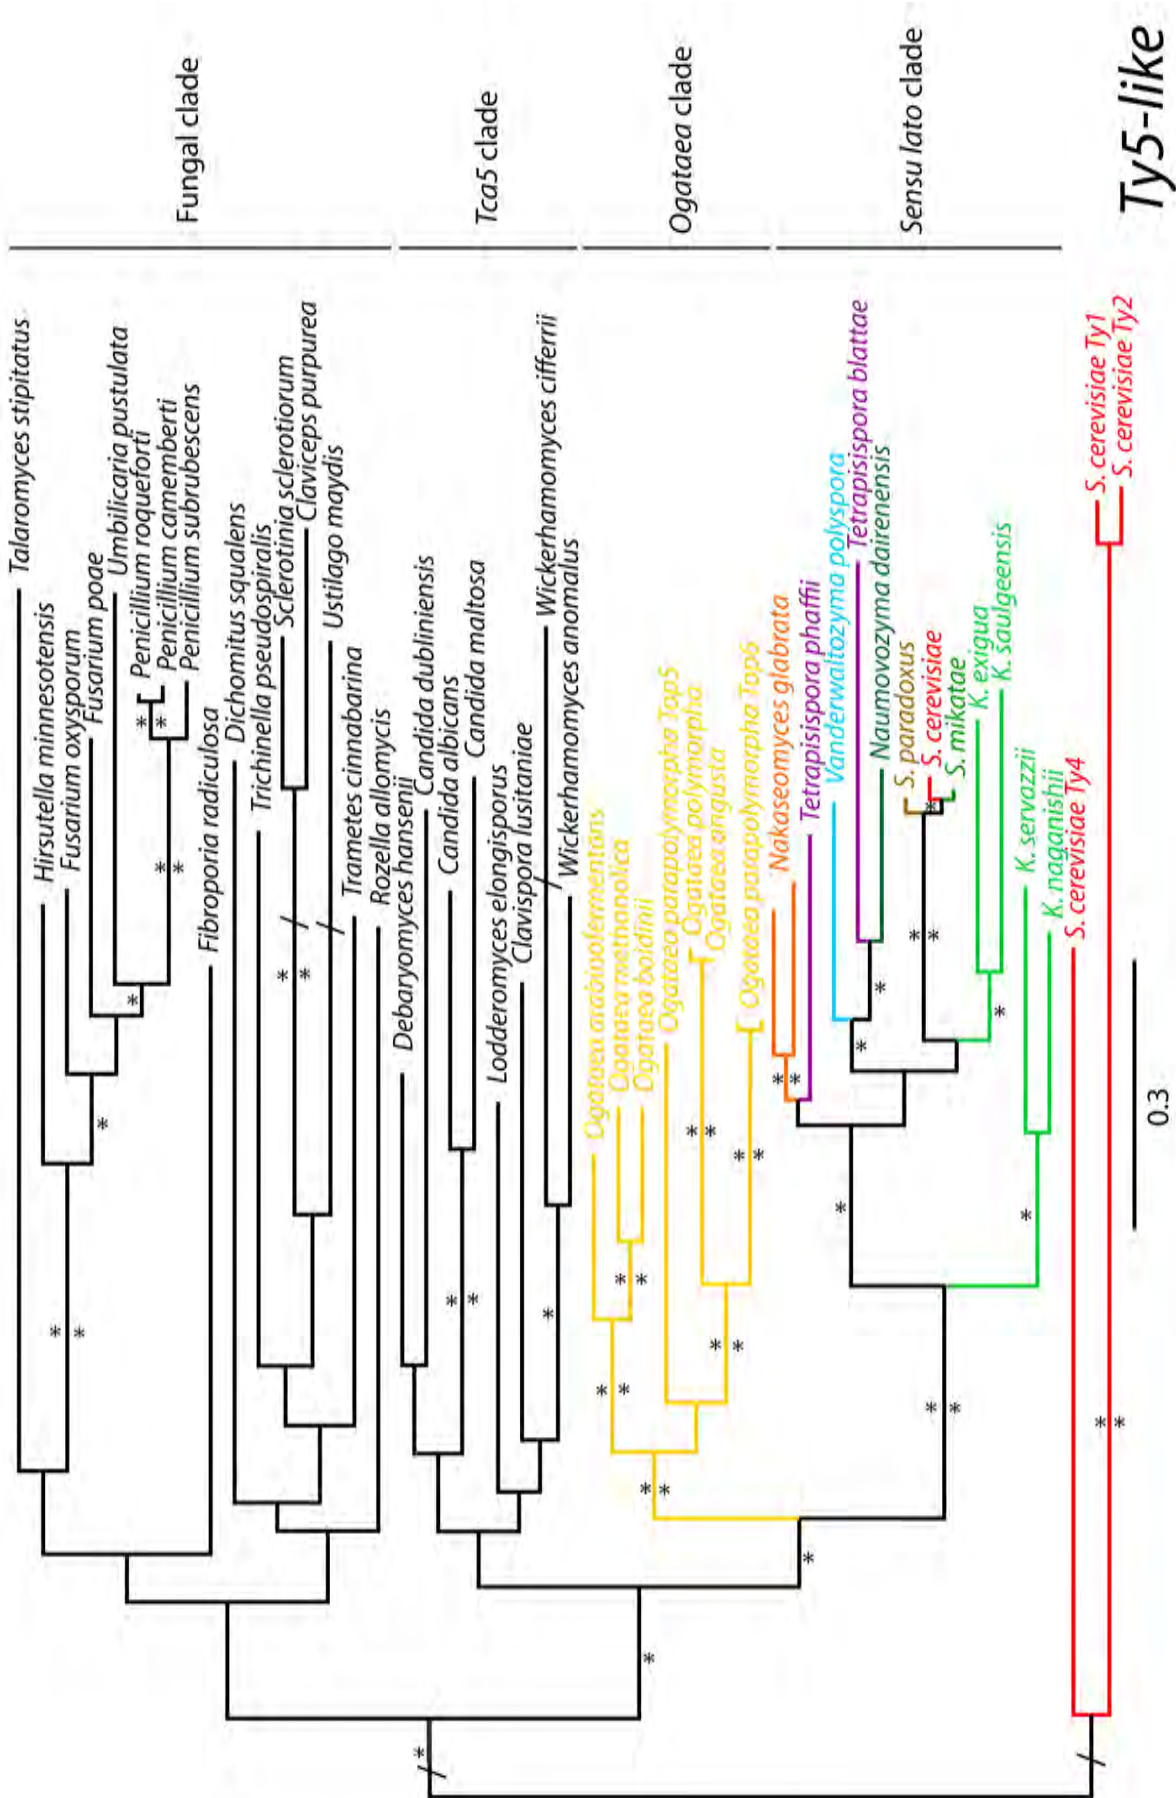 Talaromyces stipitatus
Hirsutella minnesotensis
Fusarium oxysporum
Fusarium poae
Umbilicaria pustulata
Penicillium roqueforti
Penicillium camemberti
Penicillium subrubescens
Fibroporia radiculosa
Dichomitus squalens
Trichinella pseudospiralis
Sclerotinia sclerotiorum
Claviceps purpurea
Ustilago maydis
Trametes cinnabarina
Rozella allomycis
Fungal clade
Debaryomyces hansenii
Candida dubliniensis
Candida albicans
Candida maltosa
Lodderomyces elongisporus
Clavispora lusitaniae
Wickerhamomyces cifferrii
Wickerhamomyces anomalus
Tca5 clade
Ogataea arabinofermentans
Ogataea methanolica
Ogataea boidinii
Ogataea parapolymorpha Top5
Ogataea polymorpha
Ogataea angusta
Ogataea parapolymorpha Top6
Ogataea clade
Nakaseomyces glabrata
Tetrapisispora phaffii
Vanderwaltozyma polyspora
Tetrapisispora blattae
Naumovozyma dairenensis
S. paradoxus
S. cerevisiae
S. mikatae
K. exigua
K. saulgeensis
K. servazzii
K. naganishii
Sensu lato clade
S. cerevisiae Ty4
S. cerevisiae Ty1
S. cerevisiae Ty2
0.3
Ty5-like